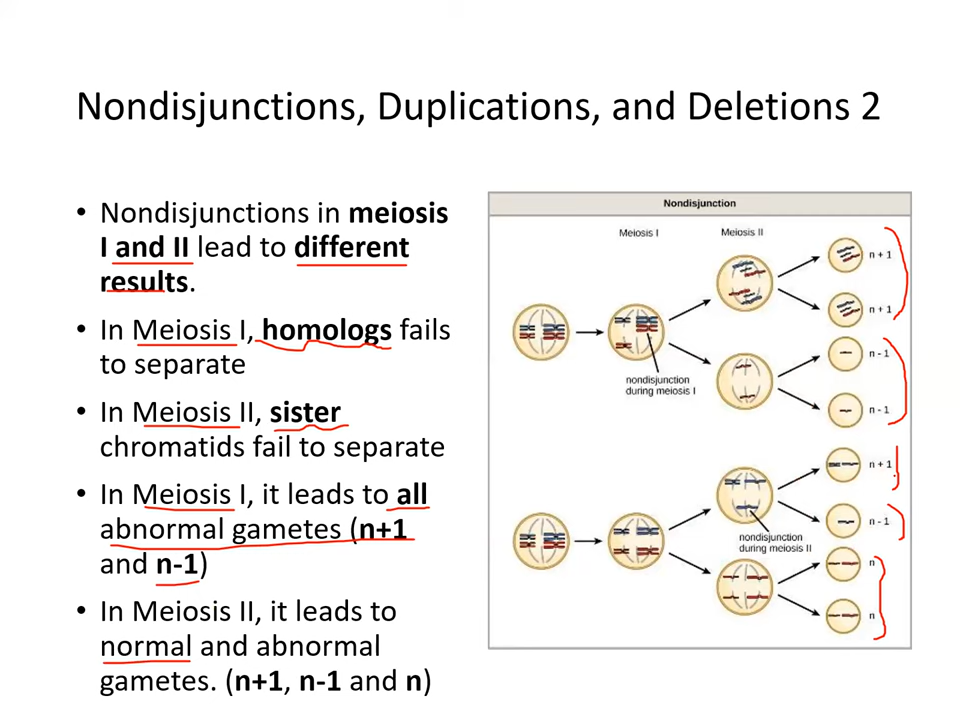 Nondisjunctions, Duplications, and Deletions 2
• Nondisjunctions in meiosis
I and II lead to different
results.
• In Meiosis I, homologs fails
to separate
• In Meiosis II, sister
chromatids fail to separate
• In Meiosis I, it leads to all
abnormal gametes (n+1
and n-1)
• In Meiosis II, it leads to
normal and abnormal
gametes. (n+1, n-1 and n)
Nondisjunction
Meiosis I
Meiosis II
n + 1
n + 1
nondisjunction
during meiosis I
n - 1
n - 1
n + 1
n - 1
nondisjunction
during meiosis II
n
n